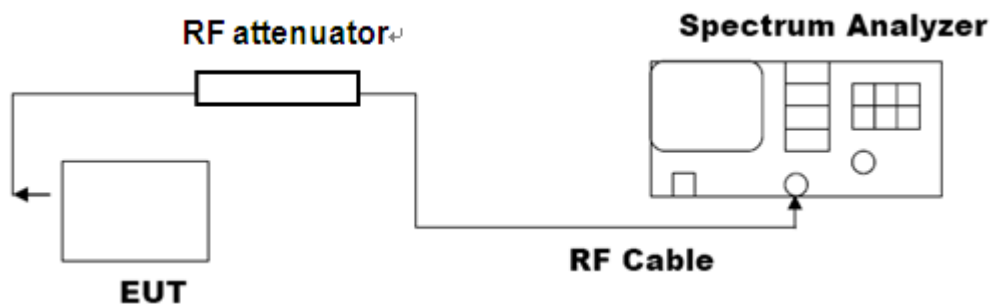 RF attenuator↵
Spectrum Analyzer
RF Cable
EUT